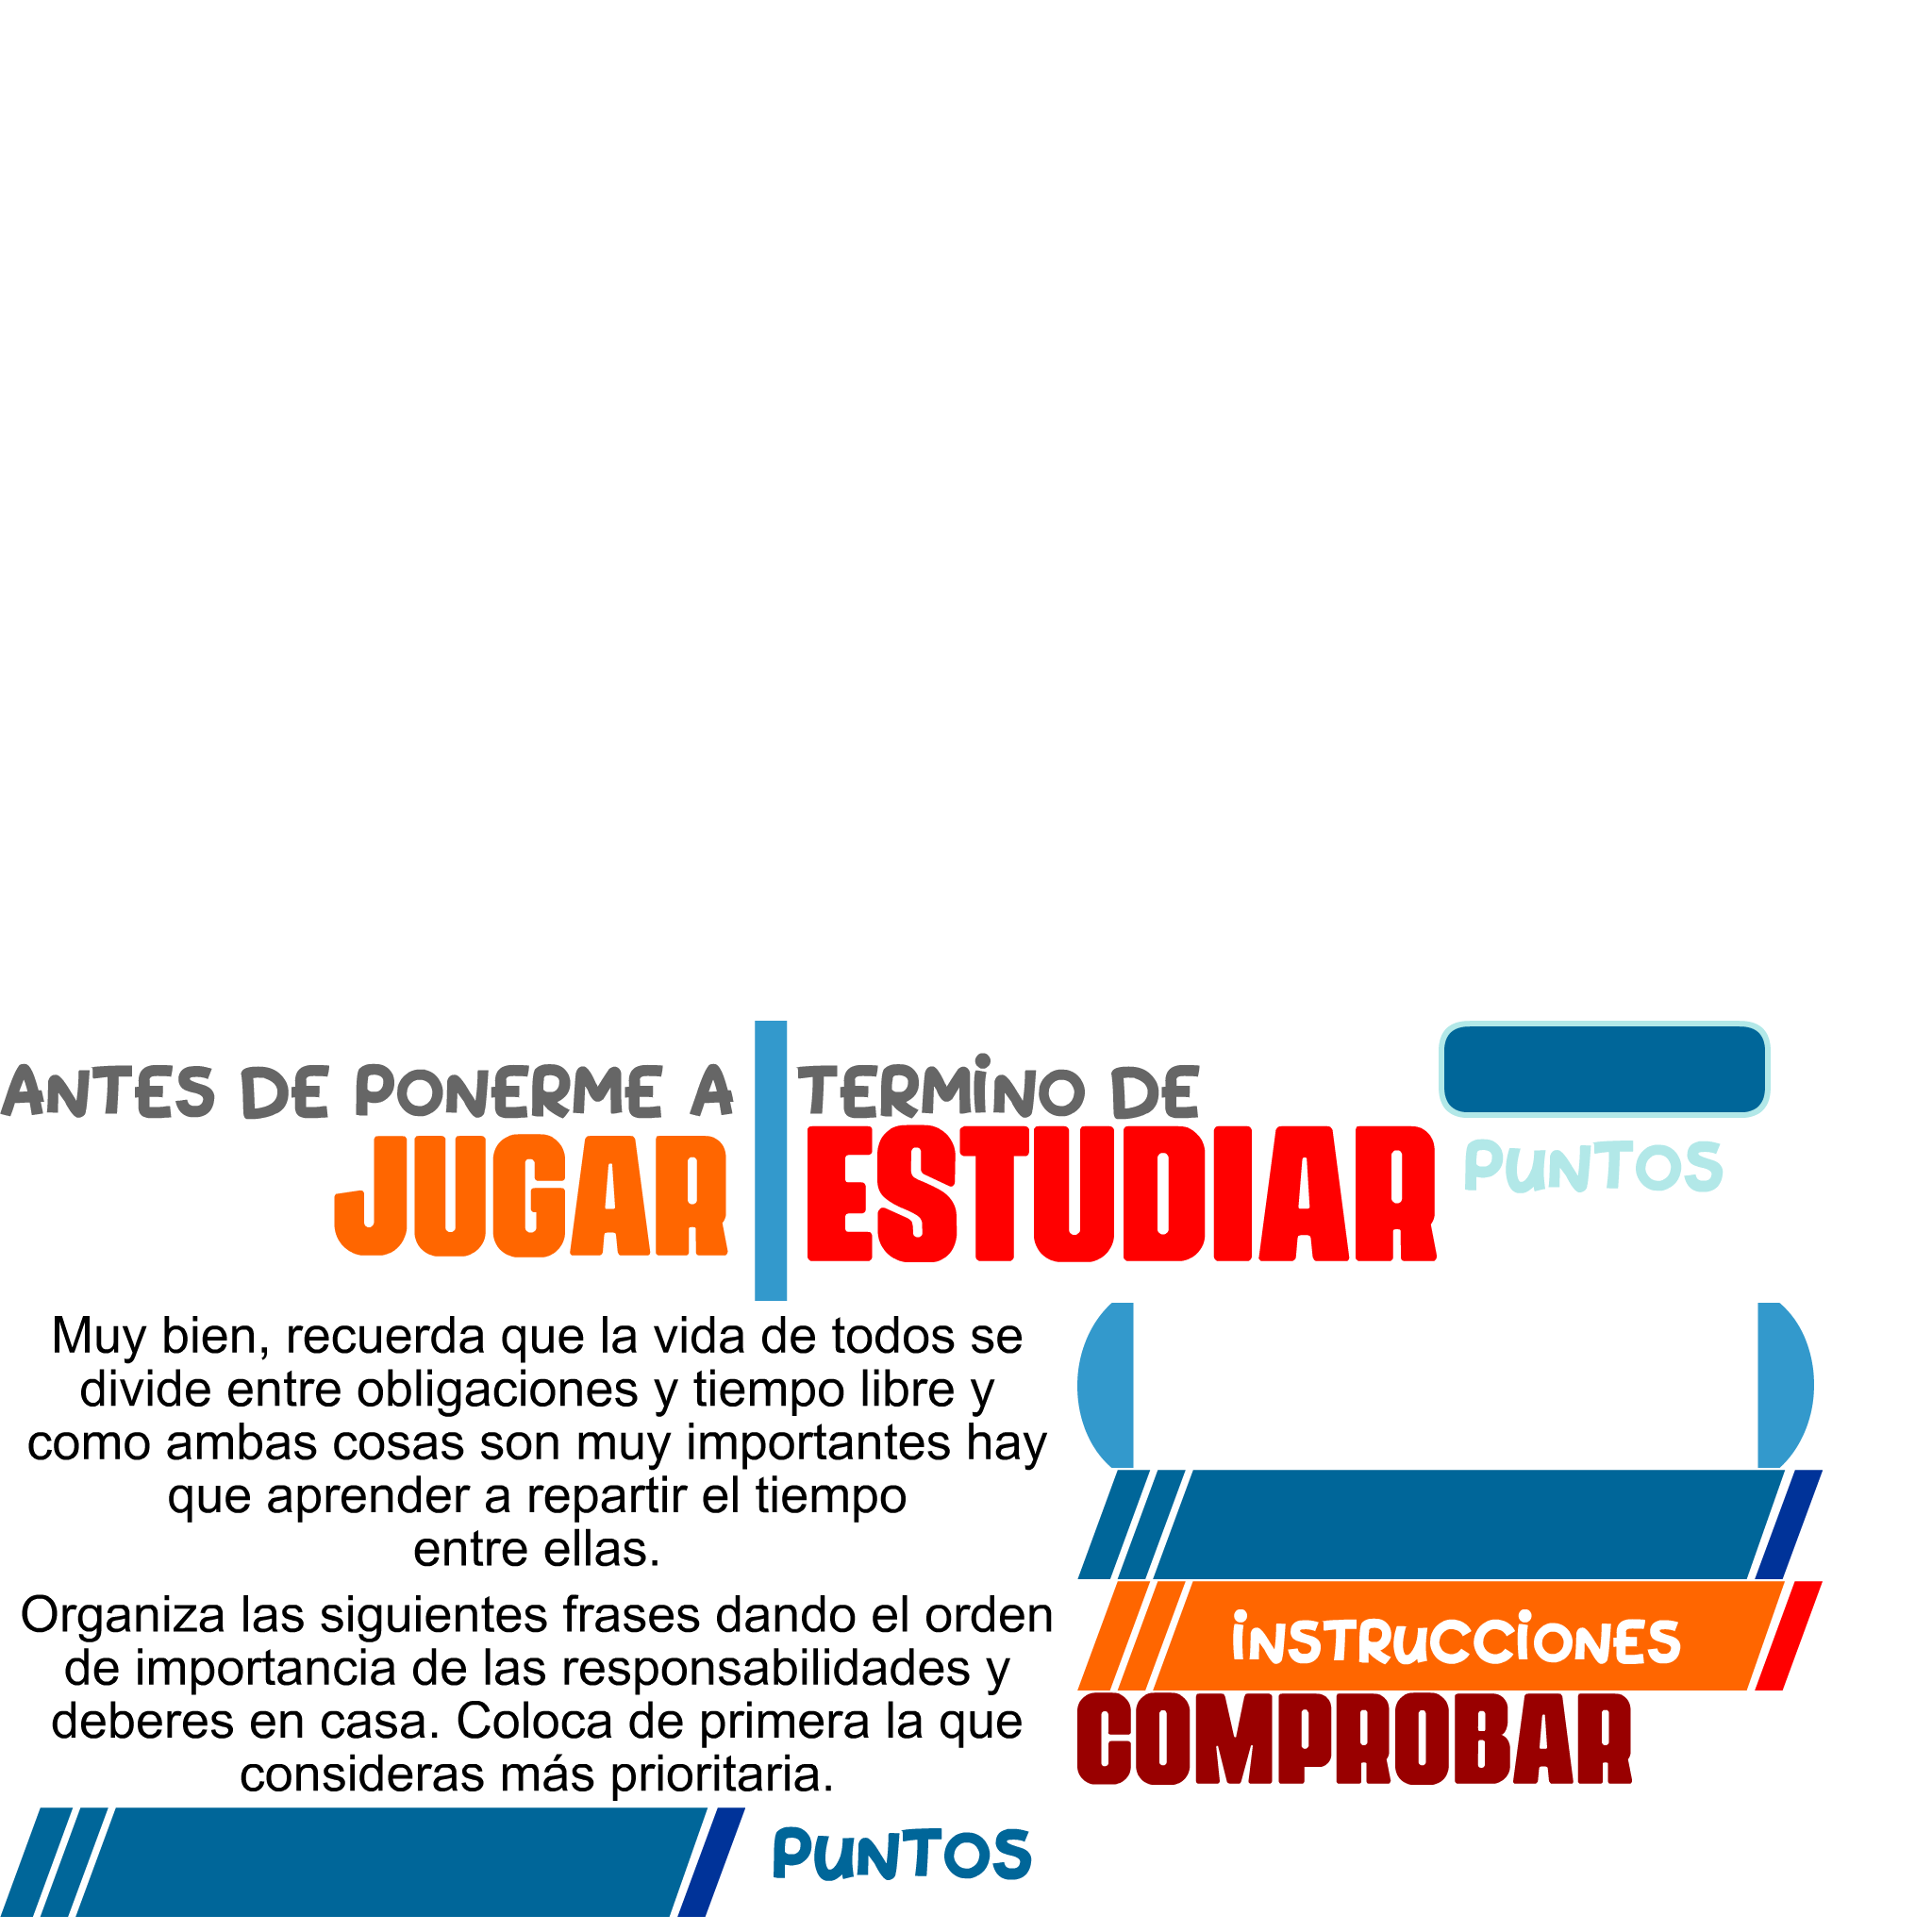 ANTES DE PONERME A
JUGAR
TERMINO DE
ESTUDIAR
PUNTOS
Muy bien, recuerda que la vida de todos se
divide entre obligaciones y tiempo libre y
como ambas cosas son muy importantes hay
que aprender a repartir el tiempo
entre ellas.
Organiza las siguientes frases dando el orden
de importancia de las responsabilidades y
deberes en casa. Coloca de primera la que
consideras más prioritaria.
INSTRUCCIONES
COMPROBAR
PUNTOS